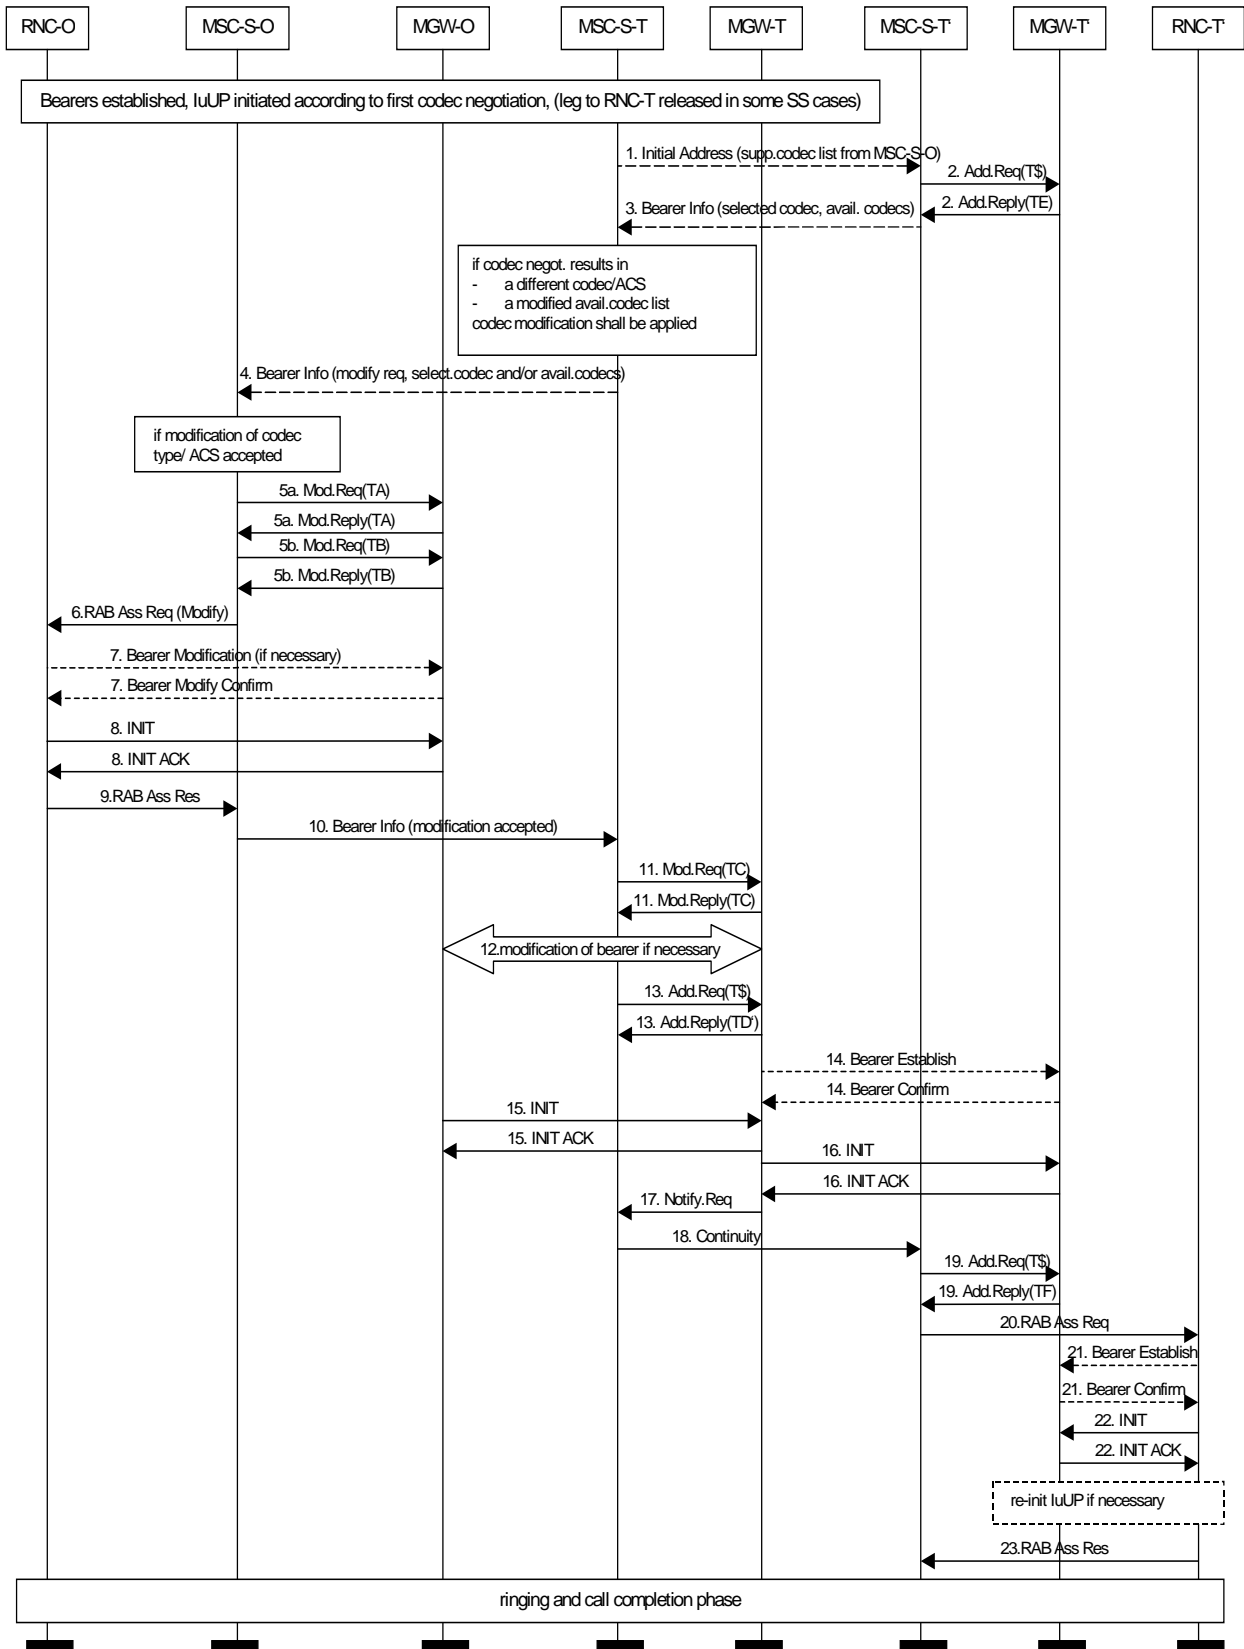 RNC-O
MSC-S-O
MGW-O
MSC-S-T
MGW-T
MSC-S-T‘
MGW-T‘
RNC-T‘
Bearers established, IuUP initiated according to first codec negotiation, (leg to RNC-T released in some SS cases)
1. Initial Address (supp.codec list from MSC-S-O)
2. Add.Req(T$)
2. Add.Reply(TE)
3. Bearer Info (selected codec, avail. codecs)
if codec negot. results in
- a different codec/ACS
- a modified avail.codec list
codec modification shall be applied
4. Bearer Info (modify req, select.codec and/or avail.codecs)
if modification of codec
type/ ACS accepted
5a. Mod.Req(TA)
5a. Mod.Reply(TA)
5b. Mod.Req(TB)
5b. Mod.Reply(TB)
6.RAB Ass Req (Modify)
7. Bearer Modification (if necessary)
7. Bearer Modify Confirm
8. INIT
8. INIT ACK
9.RAB Ass Res
10. Bearer Info (modification accepted)
11. Mod.Req(TC)
11. Mod.Reply(TC)
12.modification of bearer if necessary
13. Add.Req(T$)
13. Add.Reply(TD‘)
14. Bearer Establish
14. Bearer Confirm
15. INIT
15. INIT ACK
16. INIT
16. INIT ACK
17. Notify.Req
18. Continuity
19. Add.Req(T$)
19. Add.Reply(TF)
20.RAB Ass Req
21. Bearer Establish
21. Bearer Confirm
22. INIT
22. INIT ACK
re-init IuUP if necessary
23.RAB Ass Res
ringing and call completion phase